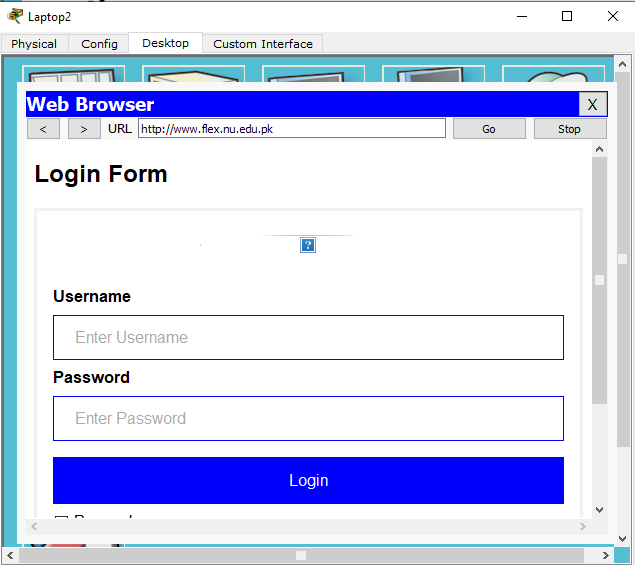 Laptop2
Physical Config Desktop Custom Interface
Web Browser X
< > URL http://www.flex.nu.edu.pk Go Stop
Login Form
?
Username
Enter Username
Password
Enter Password
Login